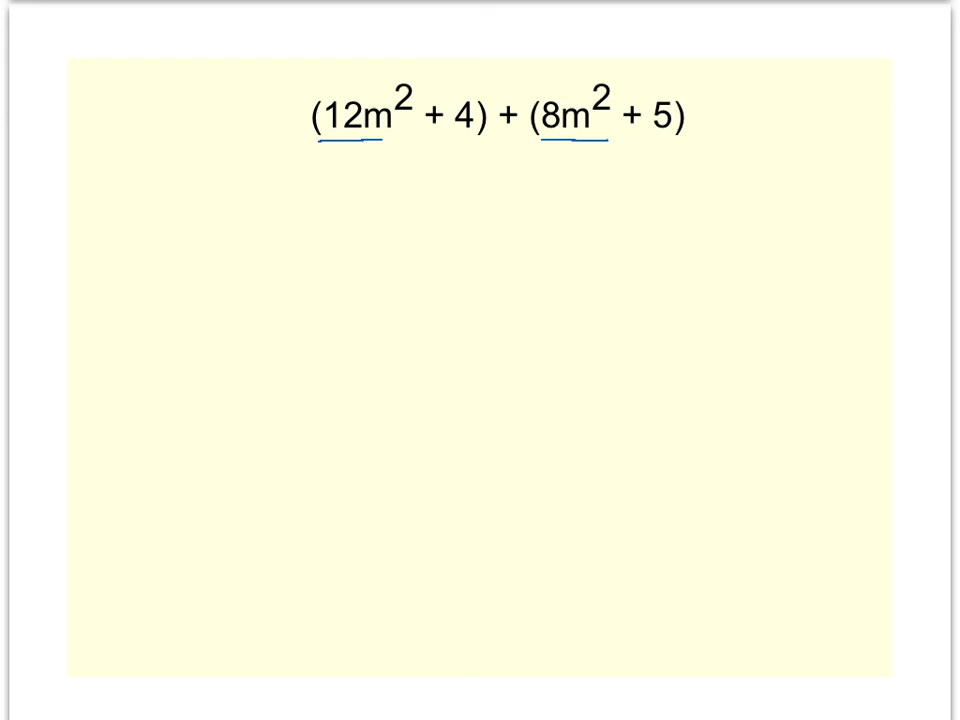 (12m² + 4) + (8m² + 5)